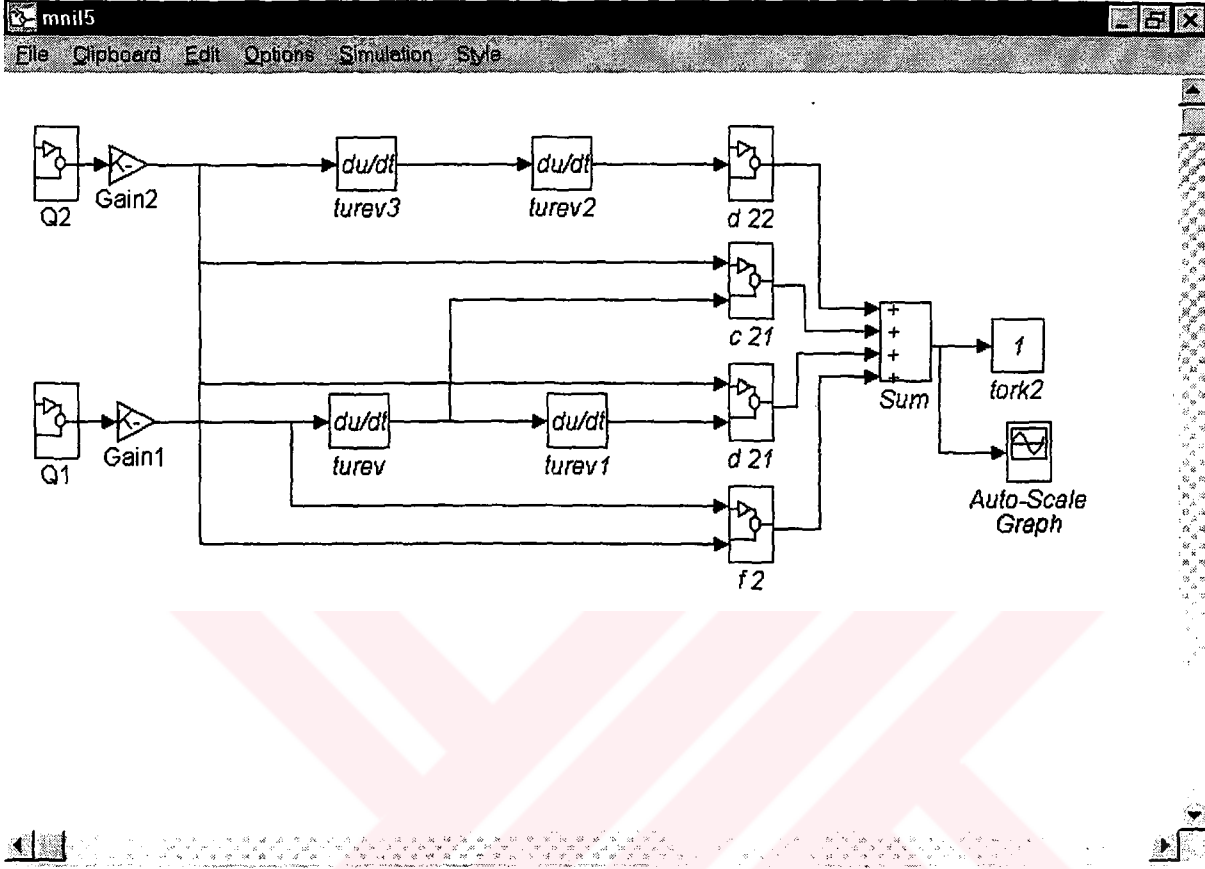 mnil5
File Clipboard Edit Options Simulation Style
Q2
Gain2
du/dt
turev3
du/dt
turev2
d 22
c 21
Q1
Gain1
du/dt
turev
du/dt
turev1
d 21
f 2
+
+
+
+
Sum
1
tork2
Auto-Scale
Graph